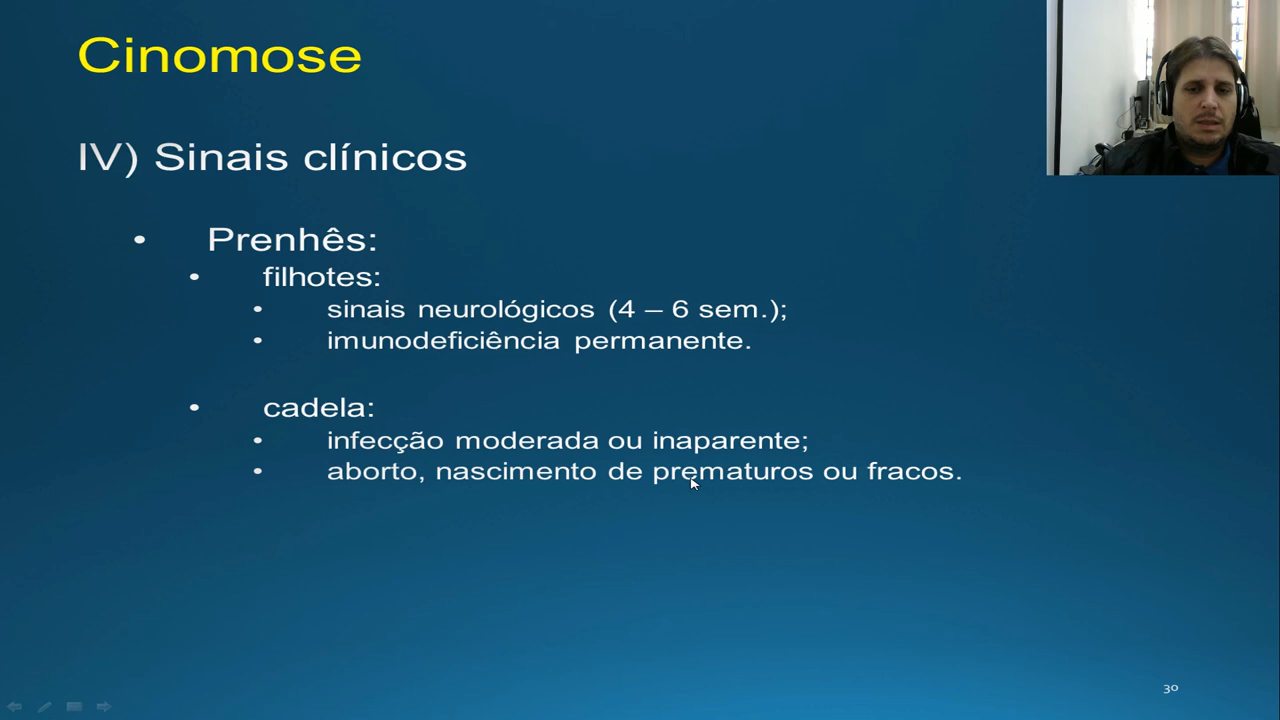 Cinomose
IV) Sinais clínicos
• Prenhês:
• filhotes:
• sinais neurológicos (4 – 6 sem.);
• imunodeficiência permanente.
• cadela:
• infecção moderada ou inaparente;
• aborto, nascimento de prematuros ou fracos.
30